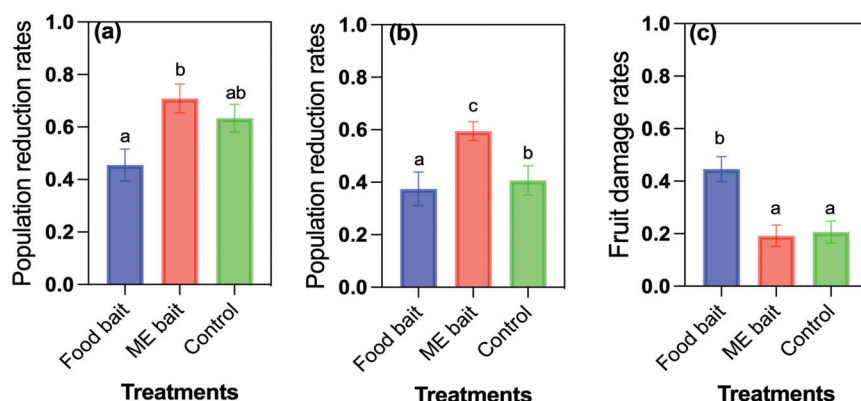 (a)
Population reduction rates
1.0
0.8
0.6
0.4
0.2
0.0
a
b
ab
Food bait
ME bait
Control
Treatments
(b)
Population reduction rates
1.0
0.8
0.6
0.4
0.2
0.0
a
c
b
Food bait
ME bait
Control
Treatments
(c)
Fruit damage rates
1.0
0.8
0.6
0.4
0.2
0.0
b
a
a
Food bait
ME bait
Control
Treatments